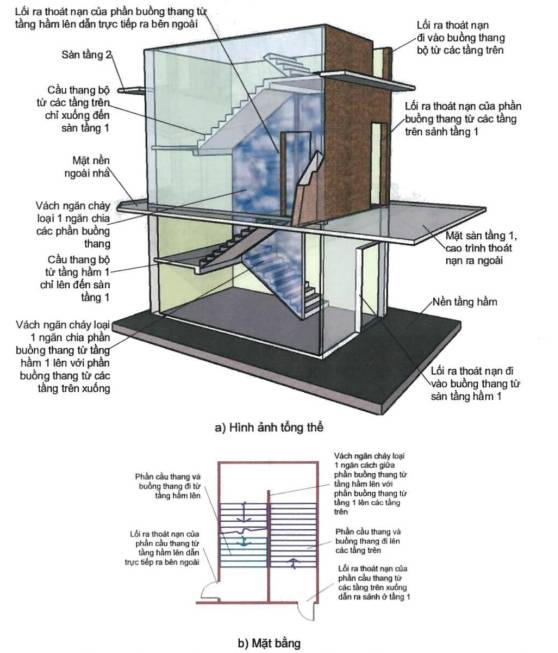 Lối ra thoát nạn của phần buồng thang từ
tầng hầm lên dẫn trực tiếp ra bên ngoài
Lối ra thoát nạn
đi vào buồng thang
bộ từ các tầng trên
Sàn tầng 2
Cầu thang bộ
từ các tầng trên
chỉ xuống đến
sàn tầng 1
Lối ra thoát nạn của phần
buồng thang từ các tầng
trên sảnh tầng 1
Mặt nền
ngoài nhà
Vách ngăn cháy
loại 1 ngăn chia
các phần buồng
thang
Mặt sàn tầng 1,
cao trình thoát
nạn ra ngoài
Cầu thang bộ
từ tầng hầm 1
chỉ lên đến sàn
tầng 1
Nền tầng hầm
Vách ngăn cháy loại
1 ngăn chia phần
buồng thang từ tầng
hầm 1 lên với phần
buồng thang từ các
tầng trên xuống
Lối ra thoát nạn đi
vào buồng thang từ
sàn tầng hầm 1
a) Hình ảnh tổng thể
Vách ngăn cháy loại
1 ngăn cách giữa
phần buồng thang từ
tầng hầm lên với
phần buồng thang từ
tầng 1 lên các tầng
trên
Phần cầu thang và
buồng thang đi từ
tầng hầm lên
Lối ra thoát nạn của
phần cầu thang từ
tầng hầm lên dẫn
trực tiếp ra bên ngoài
Phần cầu thang và
buồng thang đi lên
các tầng trên
Lối ra thoát nạn của
phần cầu thang từ
các tầng trên xuống
dẫn ra sảnh ở tầng 1
b) Mặt bằng